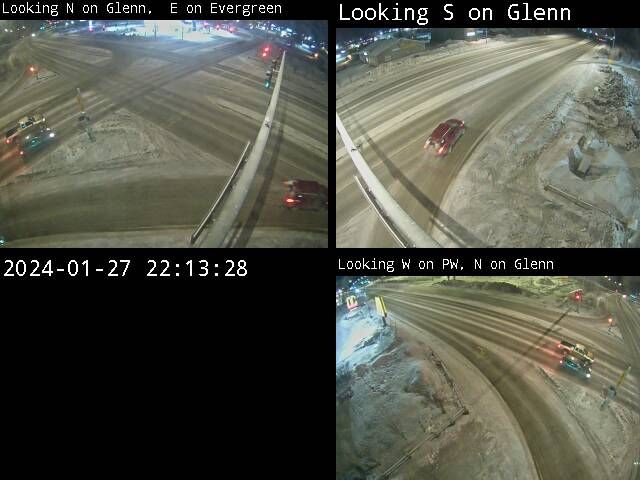 Looking N on Glenn, E on Evergreen
Looking S on Glenn
2024-01-27 22:13:28
Looking W on PW, N on Glenn